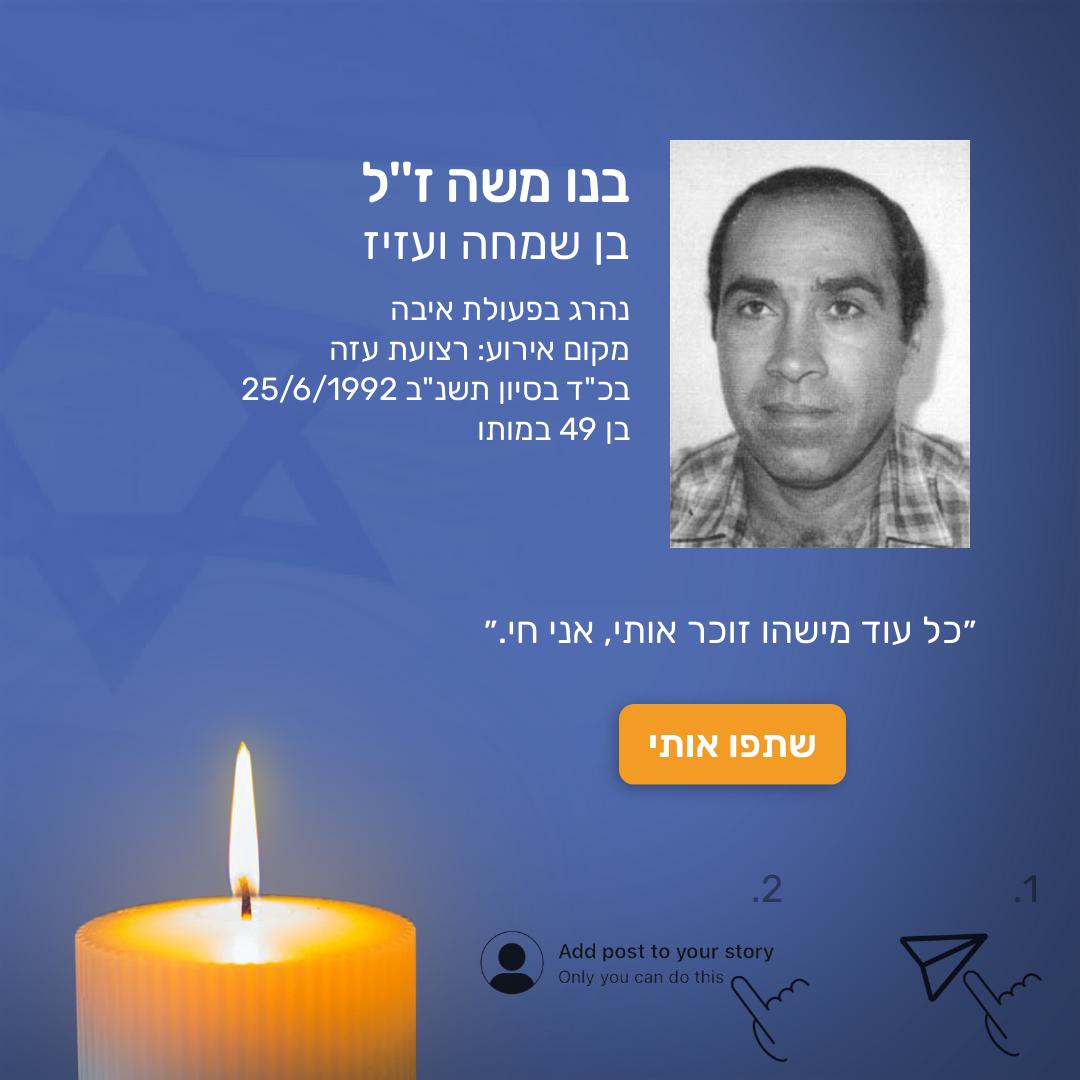 בנו משה ז"ל
בן שמחה ועזיז
נהרג בפעולת איבה
מקום אירוע: רצועת עזה
בכ"ד בסיון תשנ"ב 25/6/1992
בן 49 במותו
״כל עוד מישהו זוכר אותי, אני חי.״
שתפו אותי
1.
2.
Add post to your story
Only you can do this